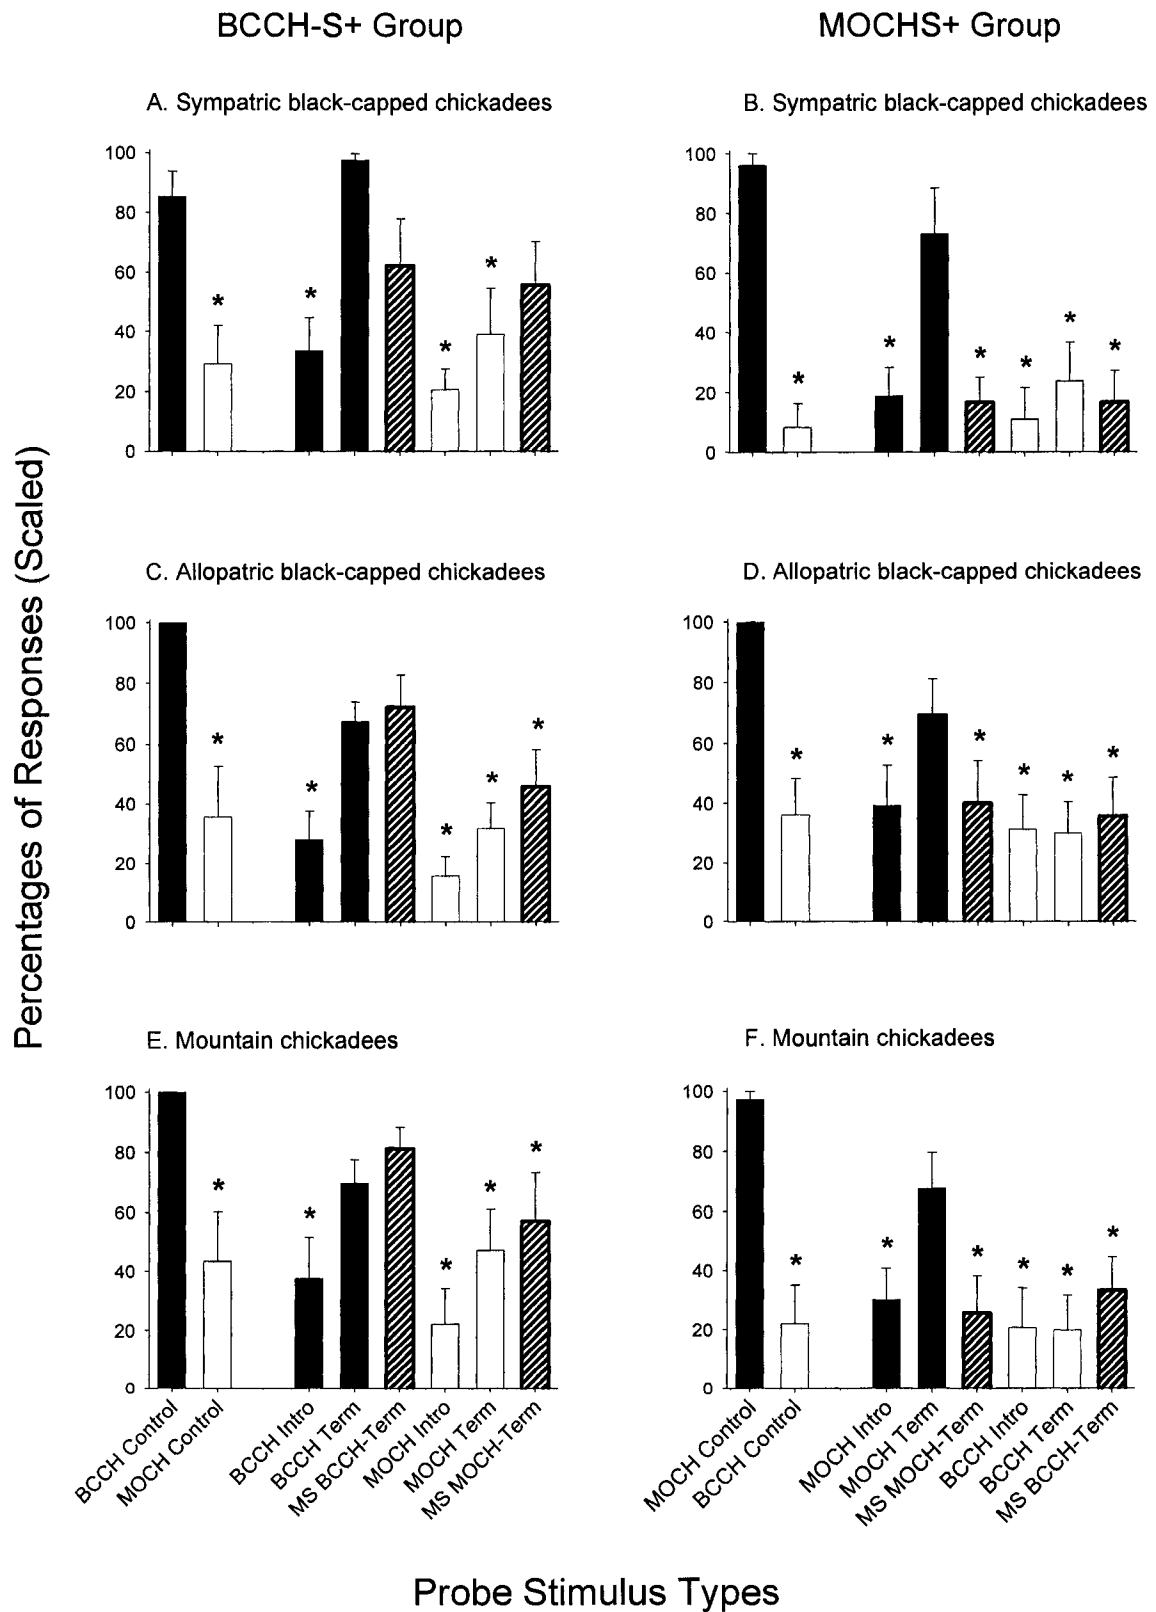 BCCH-S+ Group
MOCHS+ Group
A. Sympatric black-capped chickadees
B. Sympatric black-capped chickadees
100
80
60
40
20
0
*
*
*
*
100
80
60
40
20
0
*
*
*
*
*
*
Percentages of Responses (Scaled)
C. Allopatric black-capped chickadees
D. Allopatric black-capped chickadees
100
80
60
40
20
0
*
*
*
*
*
100
80
60
40
20
0
*
*
*
*
*
*
E. Mountain chickadees
F. Mountain chickadees
100
80
60
40
20
0
*
*
*
*
*
100
80
60
40
20
0
*
*
*
*
*
*
BCCH Control
MOCH Control
BCCH Intro
BCCH Term
MS BCCH-Term
MOCH Intro
MOCH Term
MS MOCH-Term
MOCH Control
BCCH Control
MOCH Intro
MOCH Term
MS MOCH-Term
BCCH Intro
BCCH Term
MS BCCH-Term
Probe Stimulus Types